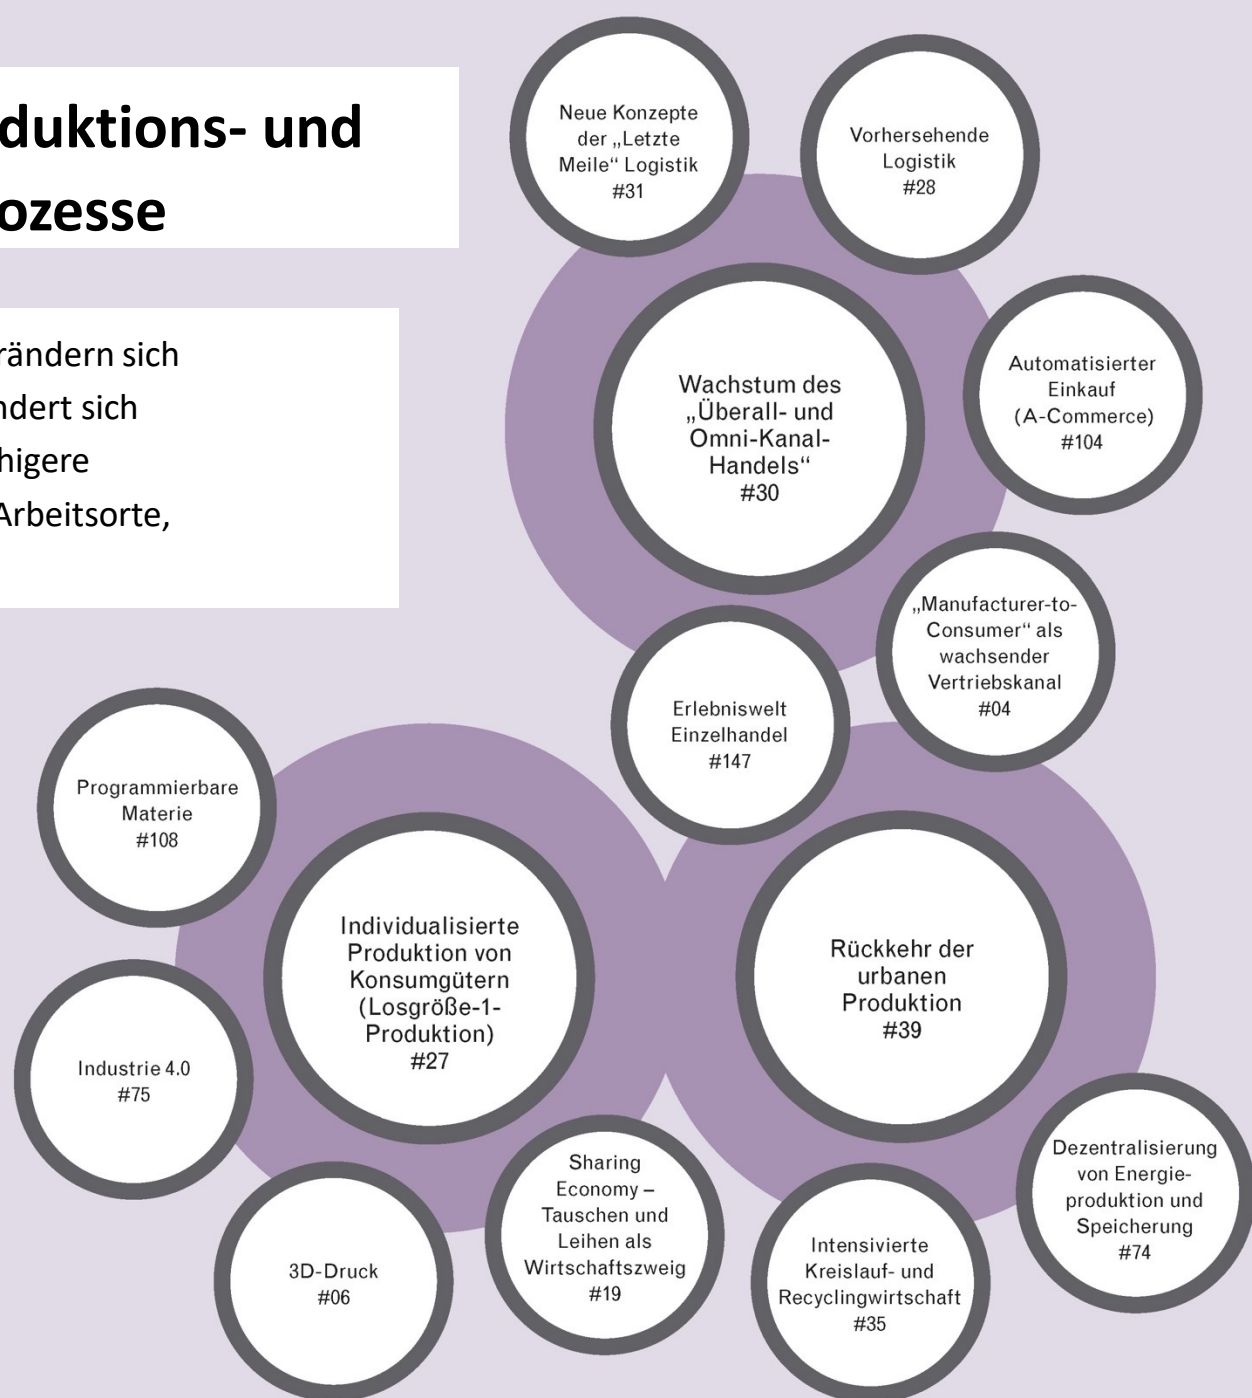 duktions- und
ozesse
rändern sich
ndert sich
higere
Arbeitsorte,
Neue Konzepte
der „Letzte
Meile“ Logistik
#31
Vorhersehende
Logistik
#28
Wachstum des
„Überall- und
Omni-Kanal-
Handels“
#30
Automatisierter
Einkauf
(A-Commerce)
#104
„Manufacturer-to-
Consumer“ als
wachsender
Vertriebskanal
#04
Erlebniswelt
Einzelhandel
#147
Programmierbare
Materie
#108
Individualisierte
Produktion von
Konsumgütern
(Losgröße-1-
Produktion)
#27
Rückkehr der
urbanen
Produktion
#39
Industrie 4.0
#75
3D-Druck
#06
Sharing
Economy –
Tauschen und
Leihen als
Wirtschaftszweig
#19
Intensivierte
Kreislauf- und
Recyclingwirtschaft
#35
Dezentralisierung
von Energie-
produktion und
Speicherung
#74